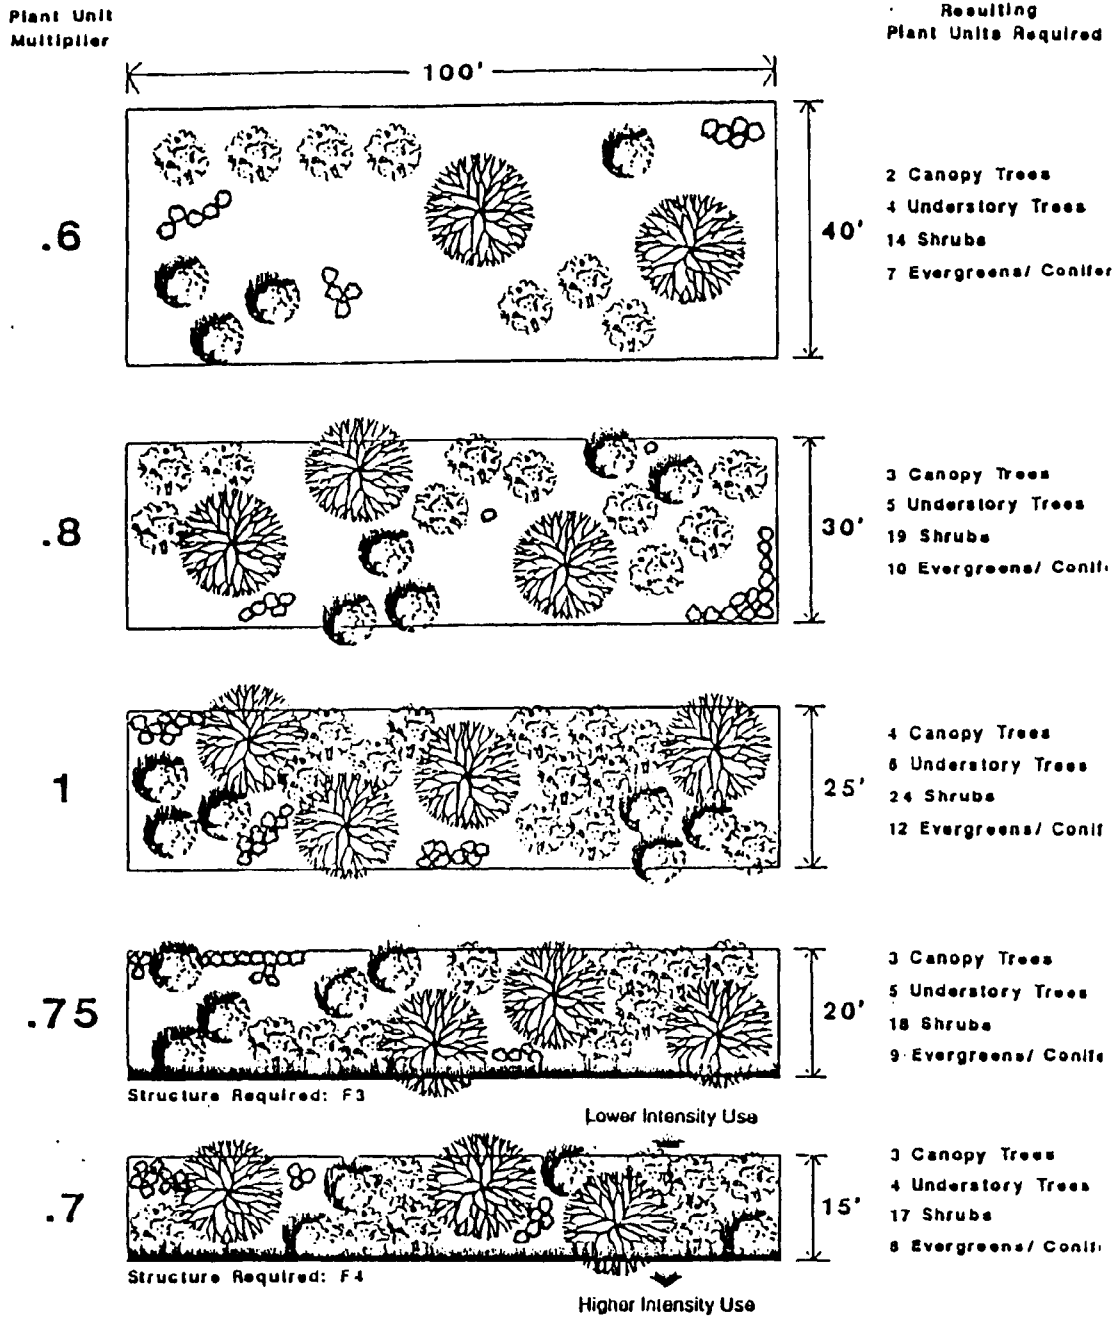 Plant Unit
Multiplier
Resulting
Plant Units Required
100'
.6
40'
2 Canopy Trees
4 Understory Trees
14 Shrubs
7 Evergreens/ Conifer
.8
30'
3 Canopy Trees
5 Understory Trees
19 Shrubs
10 Evergreens/ Conif
1
25'
4 Canopy Trees
6 Understory Trees
24 Shrubs
12 Evergreens/ Conif
.75
20'
3 Canopy Trees
5 Understory Trees
18 Shrubs
9 Evergreens/ Conife
Structure Required: F3
Lower Intensity Use
.7
15'
3 Canopy Trees
4 Understory Trees
17 Shrubs
8 Evergreens/ Conif
Structure Required: F4
Higher Intensity Use